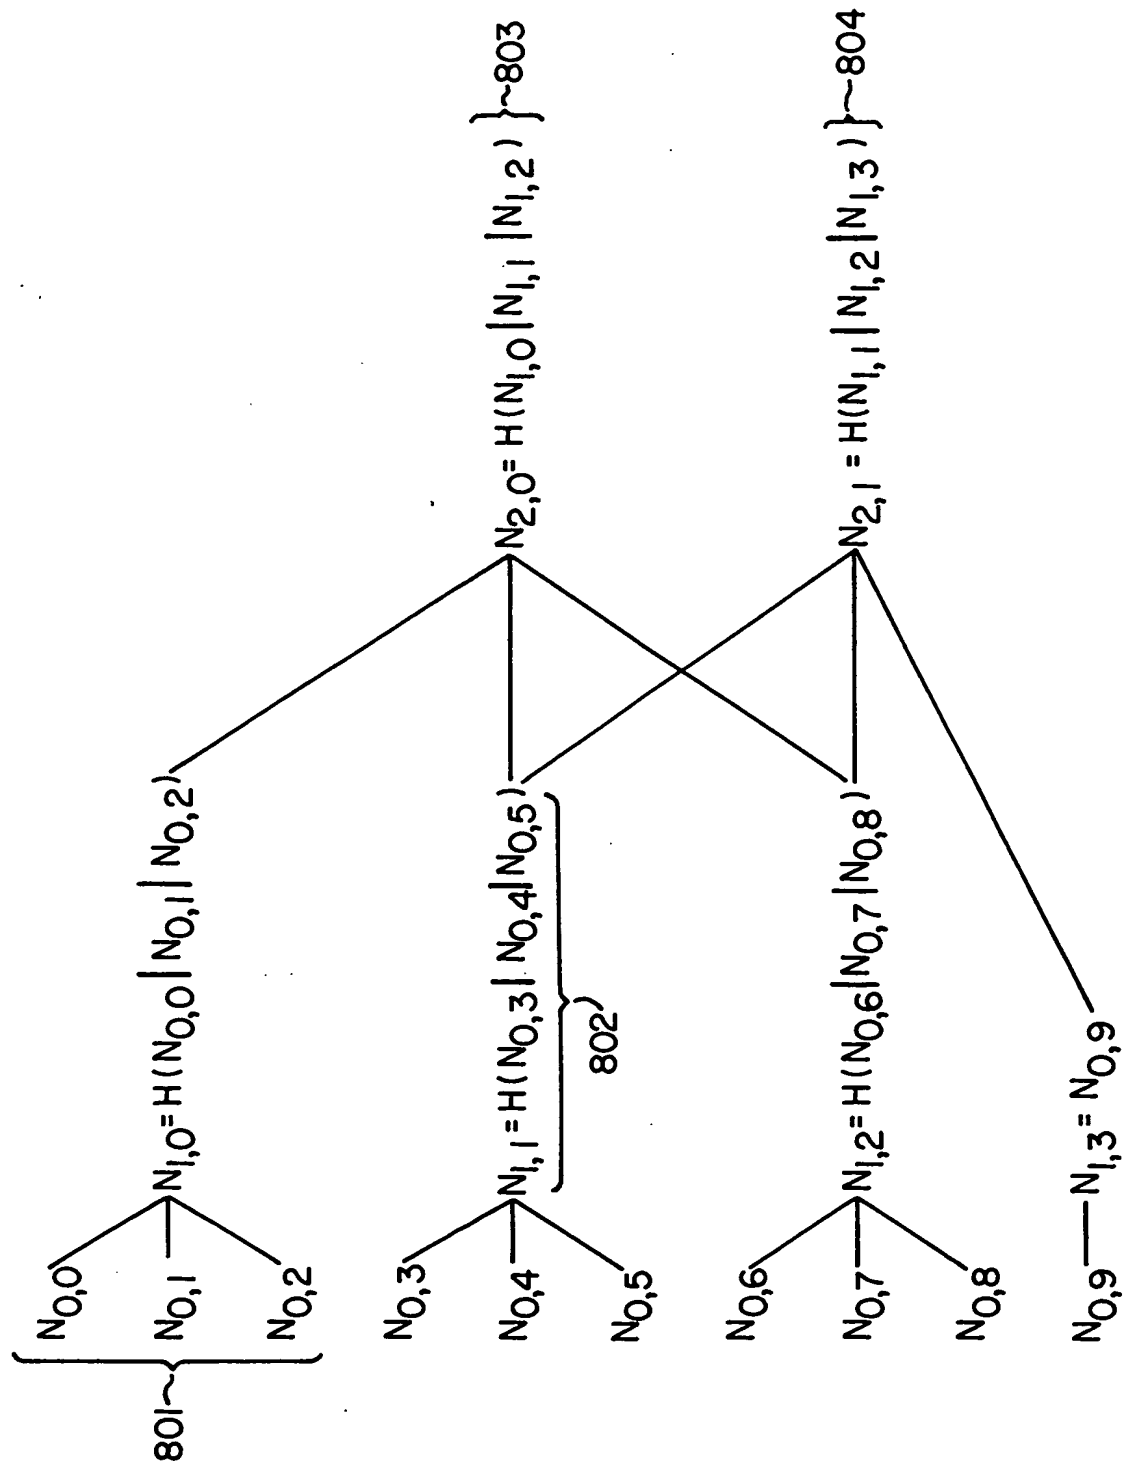 N0,0
801 N0,1 N1,0=H(N0,0|N0,1|N0,2)
N0,2
N0,3
N0,4 N1,1=H(N0,3|N0,4|N0,5) N2,0=H(N1,0|N1,1|N1,2) 803
802
N0,5
N0,6
N0,7 N1,2=H(N0,6|N0,7|N0,8) N2,1=H(N1,1|N1,2|N1,3) 804
N0,8
N0,9 N1,3=N0,9